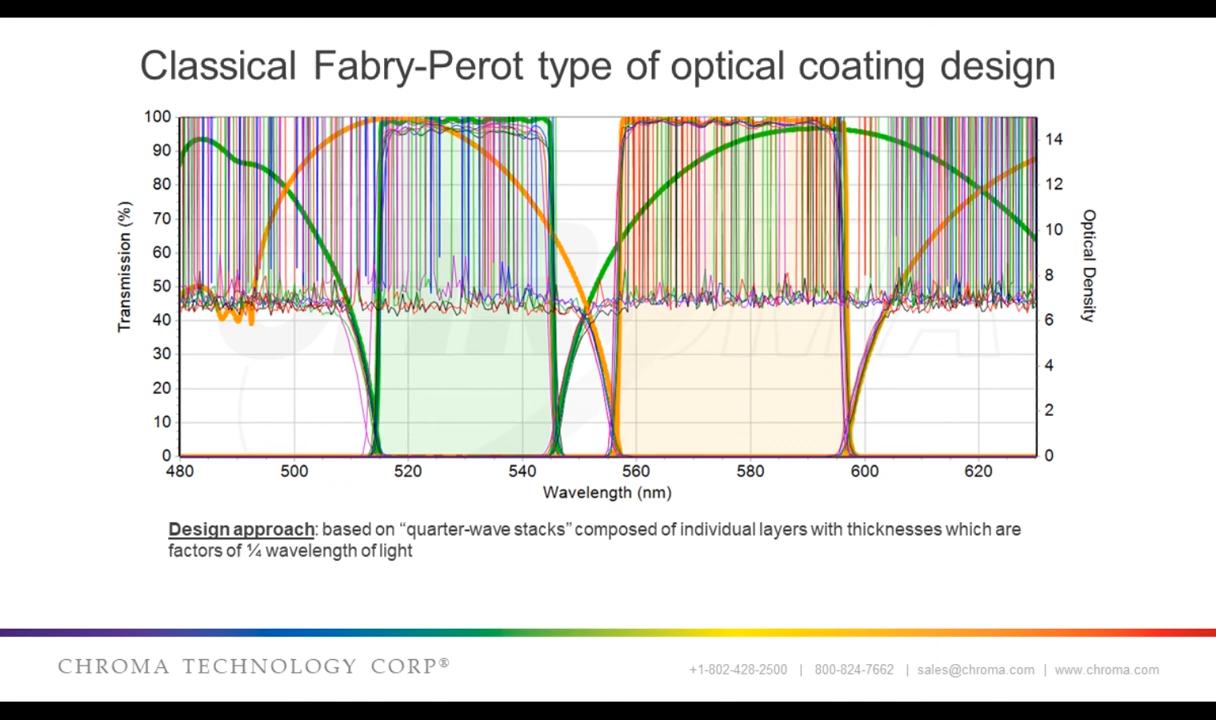 Classical Fabry-Perot type of optical coating design
100
90
80
70
60
50
40
30
20
10
0
Transmission (%)
14
12
10
8
6
4
2
0
Optical Density
480 500 520 540 560 580 600 620
Wavelength (nm)
CHROMA
Design approach: based on “quarter-wave stacks” composed of individual layers with thicknesses which are
factors of ¼ wavelength of light
CHROMA TECHNOLOGY CORP®
+1-802-428-2500 | 800-824-7662 | sales@chroma.com | www.chroma.com